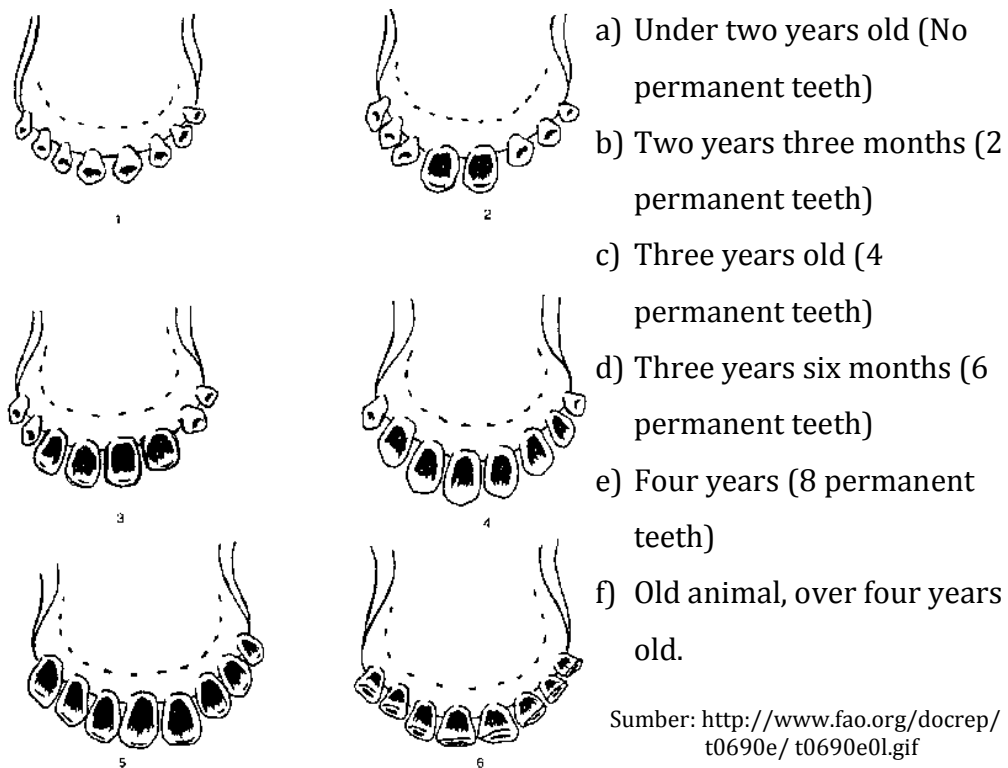 a) Under two years old (No
permanent teeth)
b) Two years three months (2
permanent teeth)
c) Three years old (4
permanent teeth)
d) Three years six months (6
permanent teeth)
e) Four years (8 permanent
teeth)
f) Old animal, over four years
old.
Sumber: http://www.fao.org/docrep/
t0690e/ t0690e0l.gif
1
2
3
4
5
6